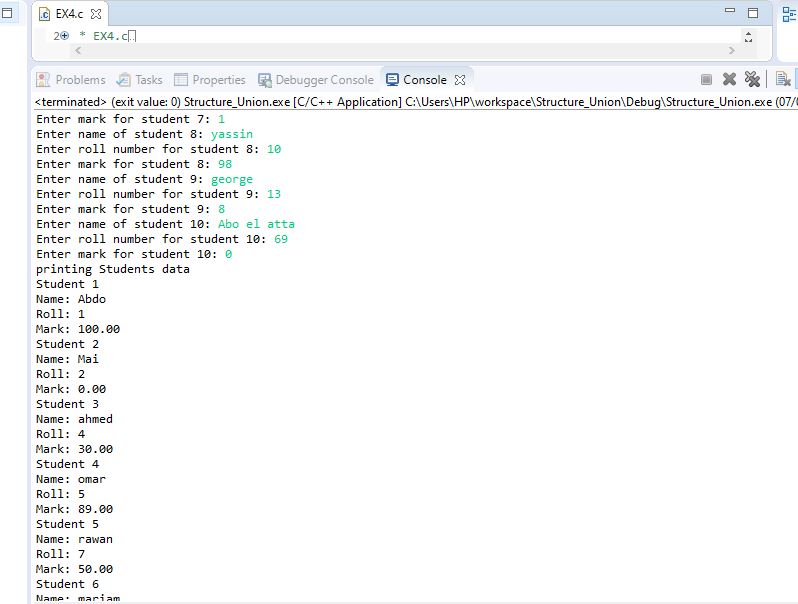 EX4.c
2 * EX4.c
Problems Tasks Properties Debugger Console Console
<terminated> (exit value: 0) Structure_Union.exe [C/C++ Application] C:\Users\HP\workspace\Structure_Union\Debug\Structure_Union.exe (07/0
Enter mark for student 7: 1
Enter name of student 8: yassin
Enter roll number for student 8: 10
Enter mark for student 8: 98
Enter name of student 9: george
Enter roll number for student 9: 13
Enter mark for student 9: 8
Enter name of student 10: Abo el atta
Enter roll number for student 10: 69
Enter mark for student 10: 0
printing Students data
Student 1
Name: Abdo
Roll: 1
Mark: 100.00
Student 2
Name: Mai
Roll: 2
Mark: 0.00
Student 3
Name: ahmed
Roll: 4
Mark: 30.00
Student 4
Name: omar
Roll: 5
Mark: 89.00
Student 5
Name: rawan
Roll: 7
Mark: 50.00
Student 6
Name: mariam